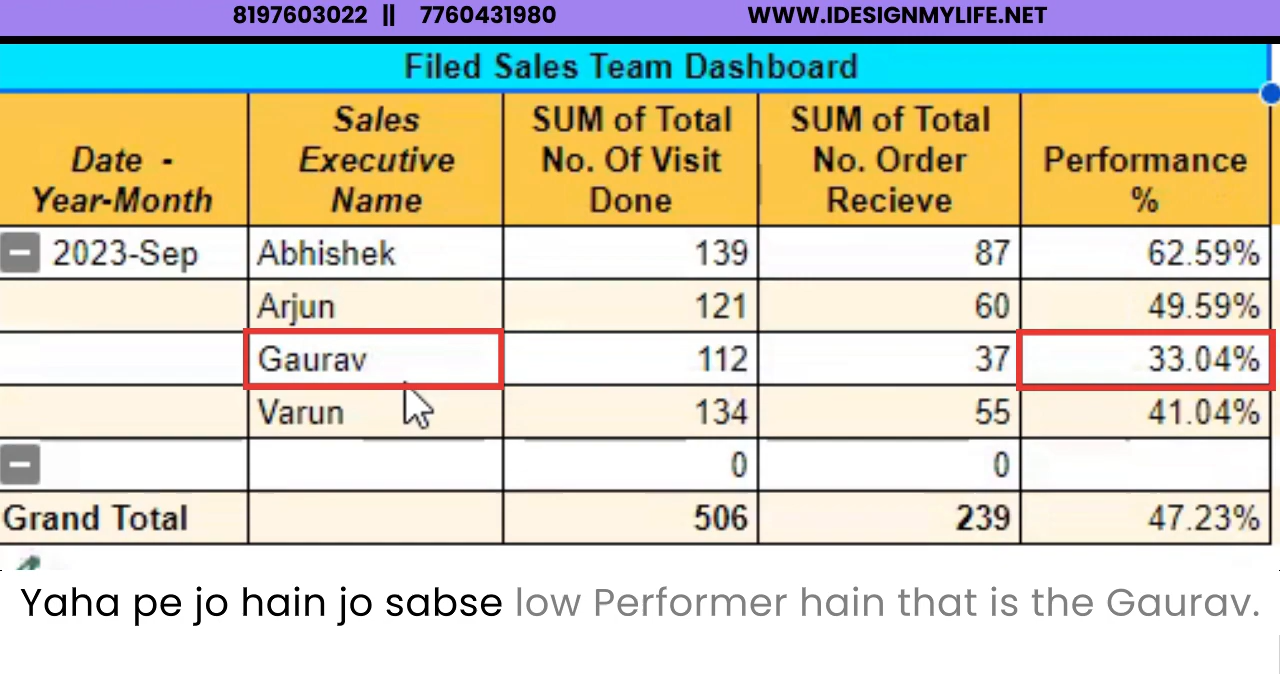 8197603022 || 7760431980 WWW.IDESIGNMYLIFE.NET
Filed Sales Team Dashboard
Date - Year-Month Sales Executive Name SUM of Total No. Of Visit Done SUM of Total No. Order Recieve Performance %
2023-Sep Abhishek 139 87 62.59%
Arjun 121 60 49.59%
Gaurav 112 37 33.04%
Varun 134 55 41.04%
0 0
Grand Total 506 239 47.23%
Yaha pe jo hain jo sabse low Performer hain that is the Gaurav.